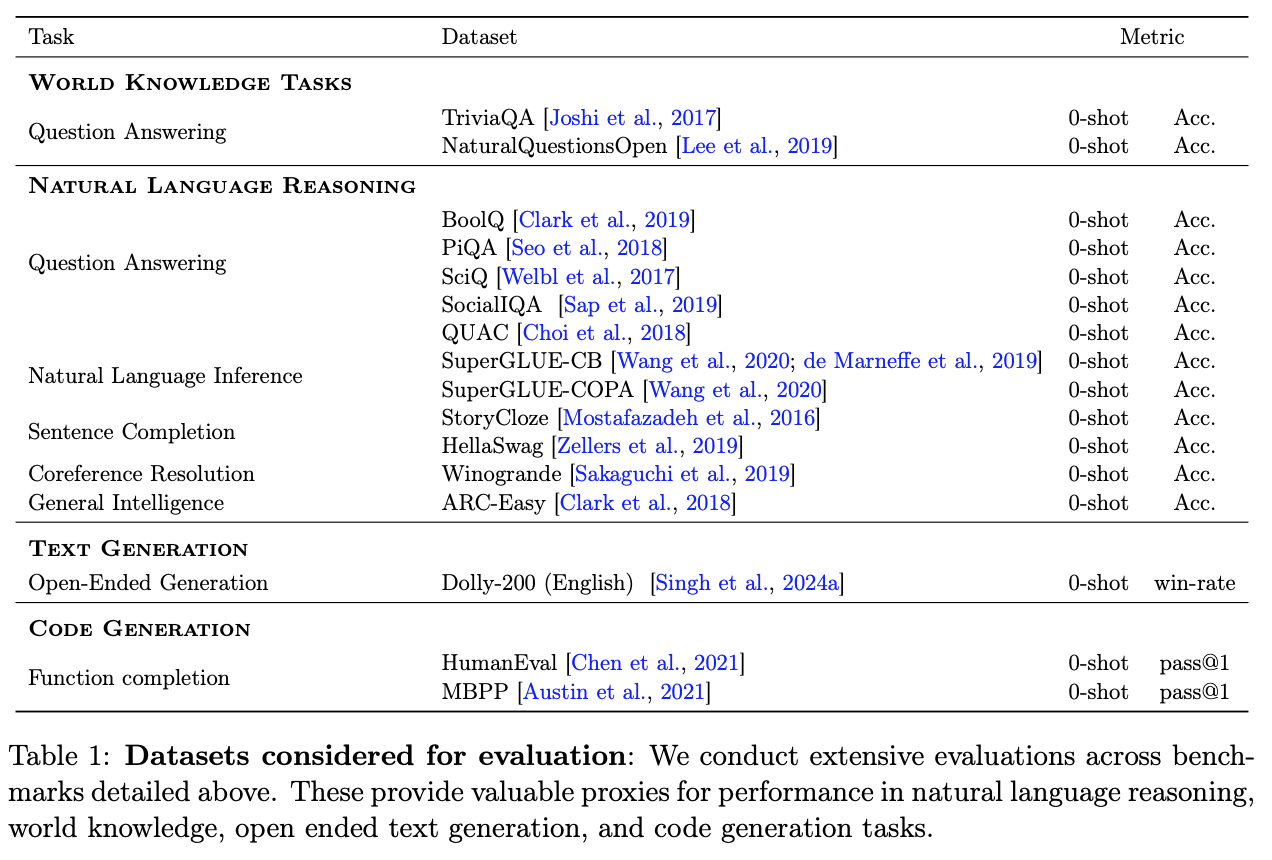 Task Dataset Metric
World Knowledge Tasks
Question Answering
TriviaQA [Joshi et al., 2017] 0-shot Acc.
NaturalQuestionsOpen [Lee et al., 2019] 0-shot Acc.
Natural Language Reasoning
Question Answering
BoolQ [Clark et al., 2019] 0-shot Acc.
PiQA [Seo et al., 2018] 0-shot Acc.
SciQ [Welbl et al., 2017] 0-shot Acc.
SocialIQA [Sap et al., 2019] 0-shot Acc.
QUAC [Choi et al., 2018] 0-shot Acc.
Natural Language Inference
SuperGLUE-CB [Wang et al., 2020; de Marneffe et al., 2019] 0-shot Acc.
SuperGLUE-COPA [Wang et al., 2020] 0-shot Acc.
Sentence Completion
StoryCloze [Mostafazadeh et al., 2016] 0-shot Acc.
HellaSwag [Zellers et al., 2019] 0-shot Acc.
Coreference Resolution Winogrande [Sakaguchi et al., 2019] 0-shot Acc.
General Intelligence ARC-Easy [Clark et al., 2018] 0-shot Acc.
Text Generation
Open-Ended Generation Dolly-200 (English) [Singh et al., 2024a] 0-shot win-rate
Code Generation
Function completion
HumanEval [Chen et al., 2021] 0-shot pass@1
MBPP [Austin et al., 2021] 0-shot pass@1
Table 1: Datasets considered for evaluation: We conduct extensive evaluations across bench-
marks detailed above. These provide valuable proxies for performance in natural language reasoning,
world knowledge, open ended text generation, and code generation tasks.